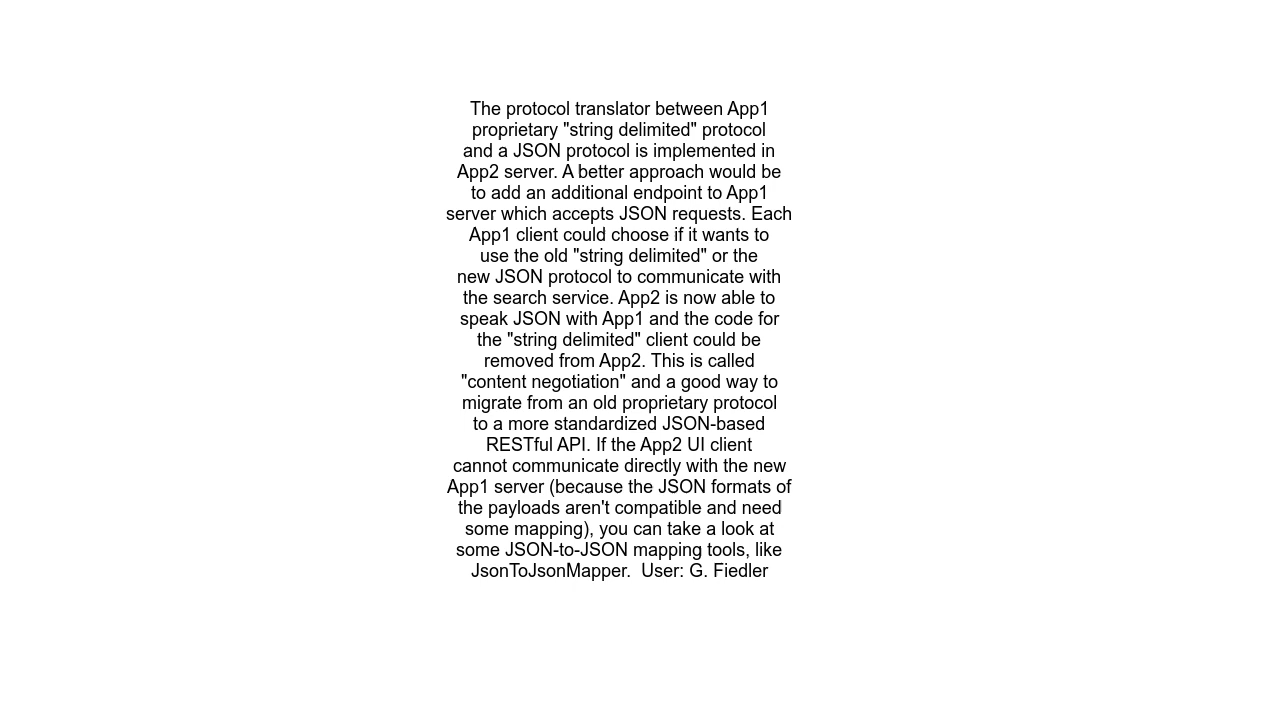 The protocol translator between App1
proprietary "string delimited" protocol
and a JSON protocol is implemented in
App2 server. A better approach would be
to add an additional endpoint to App1
server which accepts JSON requests. Each
App1 client could choose if it wants to
use the old "string delimited" or the
new JSON protocol to communicate with
the search service. App2 is now able to
speak JSON with App1 and the code for
the "string delimited" client could be
removed from App2. This is called
"content negotiation" and a good way to
migrate from an old proprietary protocol
to a more standardized JSON-based
RESTful API. If the App2 UI client
cannot communicate directly with the new
App1 server (because the JSON formats of
the payloads aren't compatible and need
some mapping), you can take a look at
some JSON-to-JSON mapping tools, like
JsonToJsonMapper.  User: G. Fiedler